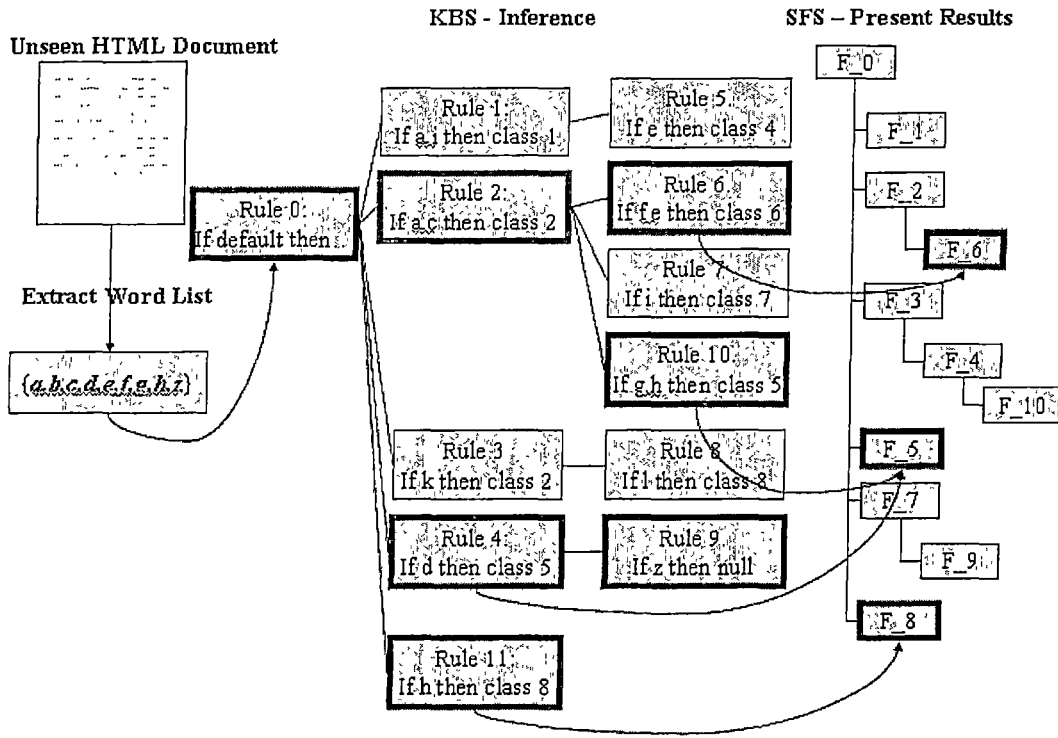 KBS - Inference
SFS – Present Results
Unseen HTML Document
Rule 0:
If default then
Extract Word List
{a,b,c,d,e,f,g,h,z}
Rule 1:
If a,i then class 1
Rule 2:
If a,c then class 2
Rule 3
If k then class 2
Rule 4:
If d then class 5
Rule 11:
If h then class 8
Rule 5
If e then class 4
Rule 6
If f e then class 6
Rule 7
If i then class 7
Rule 10
If g,h then class 5
Rule 8
If l then class 8
Rule 9
If z then null
F_0
F_1
F_2
F_6
F_3
F_4
F_10
F_5
F_7
F_9
F_8